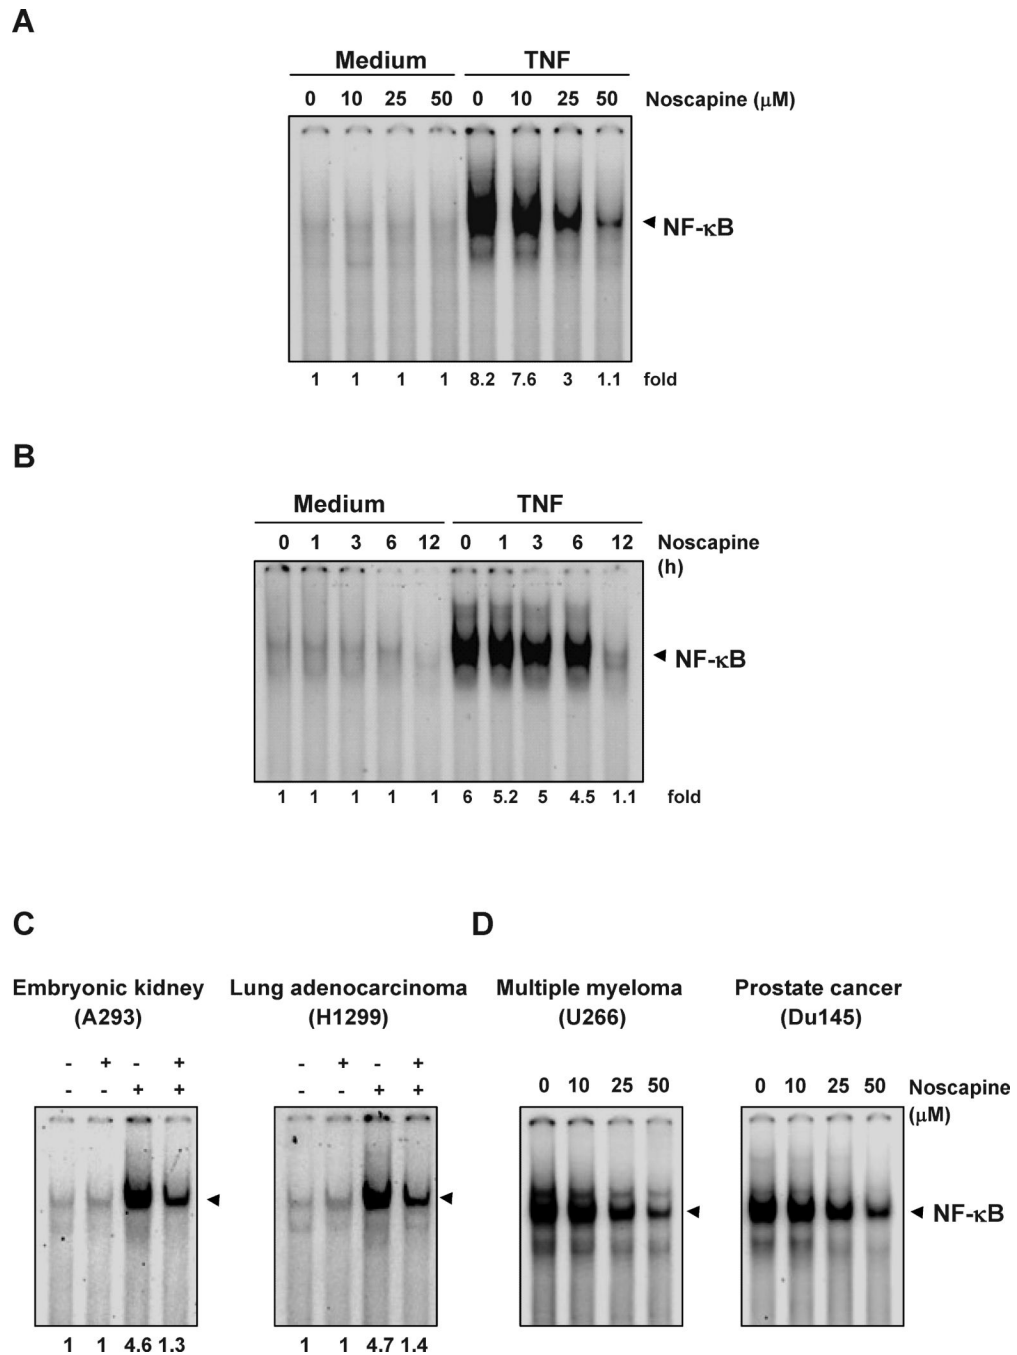 A
Medium TNF
0 10 25 50 0 10 25 50 Noscapine (μM)
NF-κB
1 1 1 1 8.2 7.6 3 1.1 fold
B
Medium TNF
0 1 3 6 12 0 1 3 6 12 Noscapine
(h)
NF-κB
1 1 1 1 1 6 5.2 5 4.5 1.1 fold
C D
Embryonic kidney Lung adenocarcinoma Multiple myeloma Prostate cancer
(A293) (H1299) (U266) (Du145)
- + - + - + - +
- - + + - - + + 0 10 25 50 0 10 25 50 Noscapine
(μM)
NF-κB
1 1 4.6 1.3 1 1 4.7 1.4